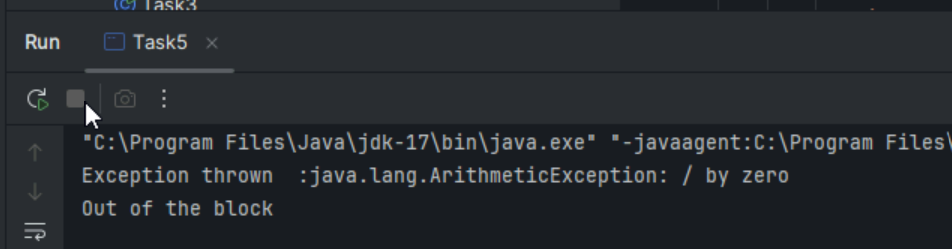 Task3
Run Task5
"C:\Program Files\Java\jdk-17\bin\java.exe" "-javaagent:C:\Program Files\
Exception thrown  :java.lang.ArithmeticException: / by zero
Out of the block